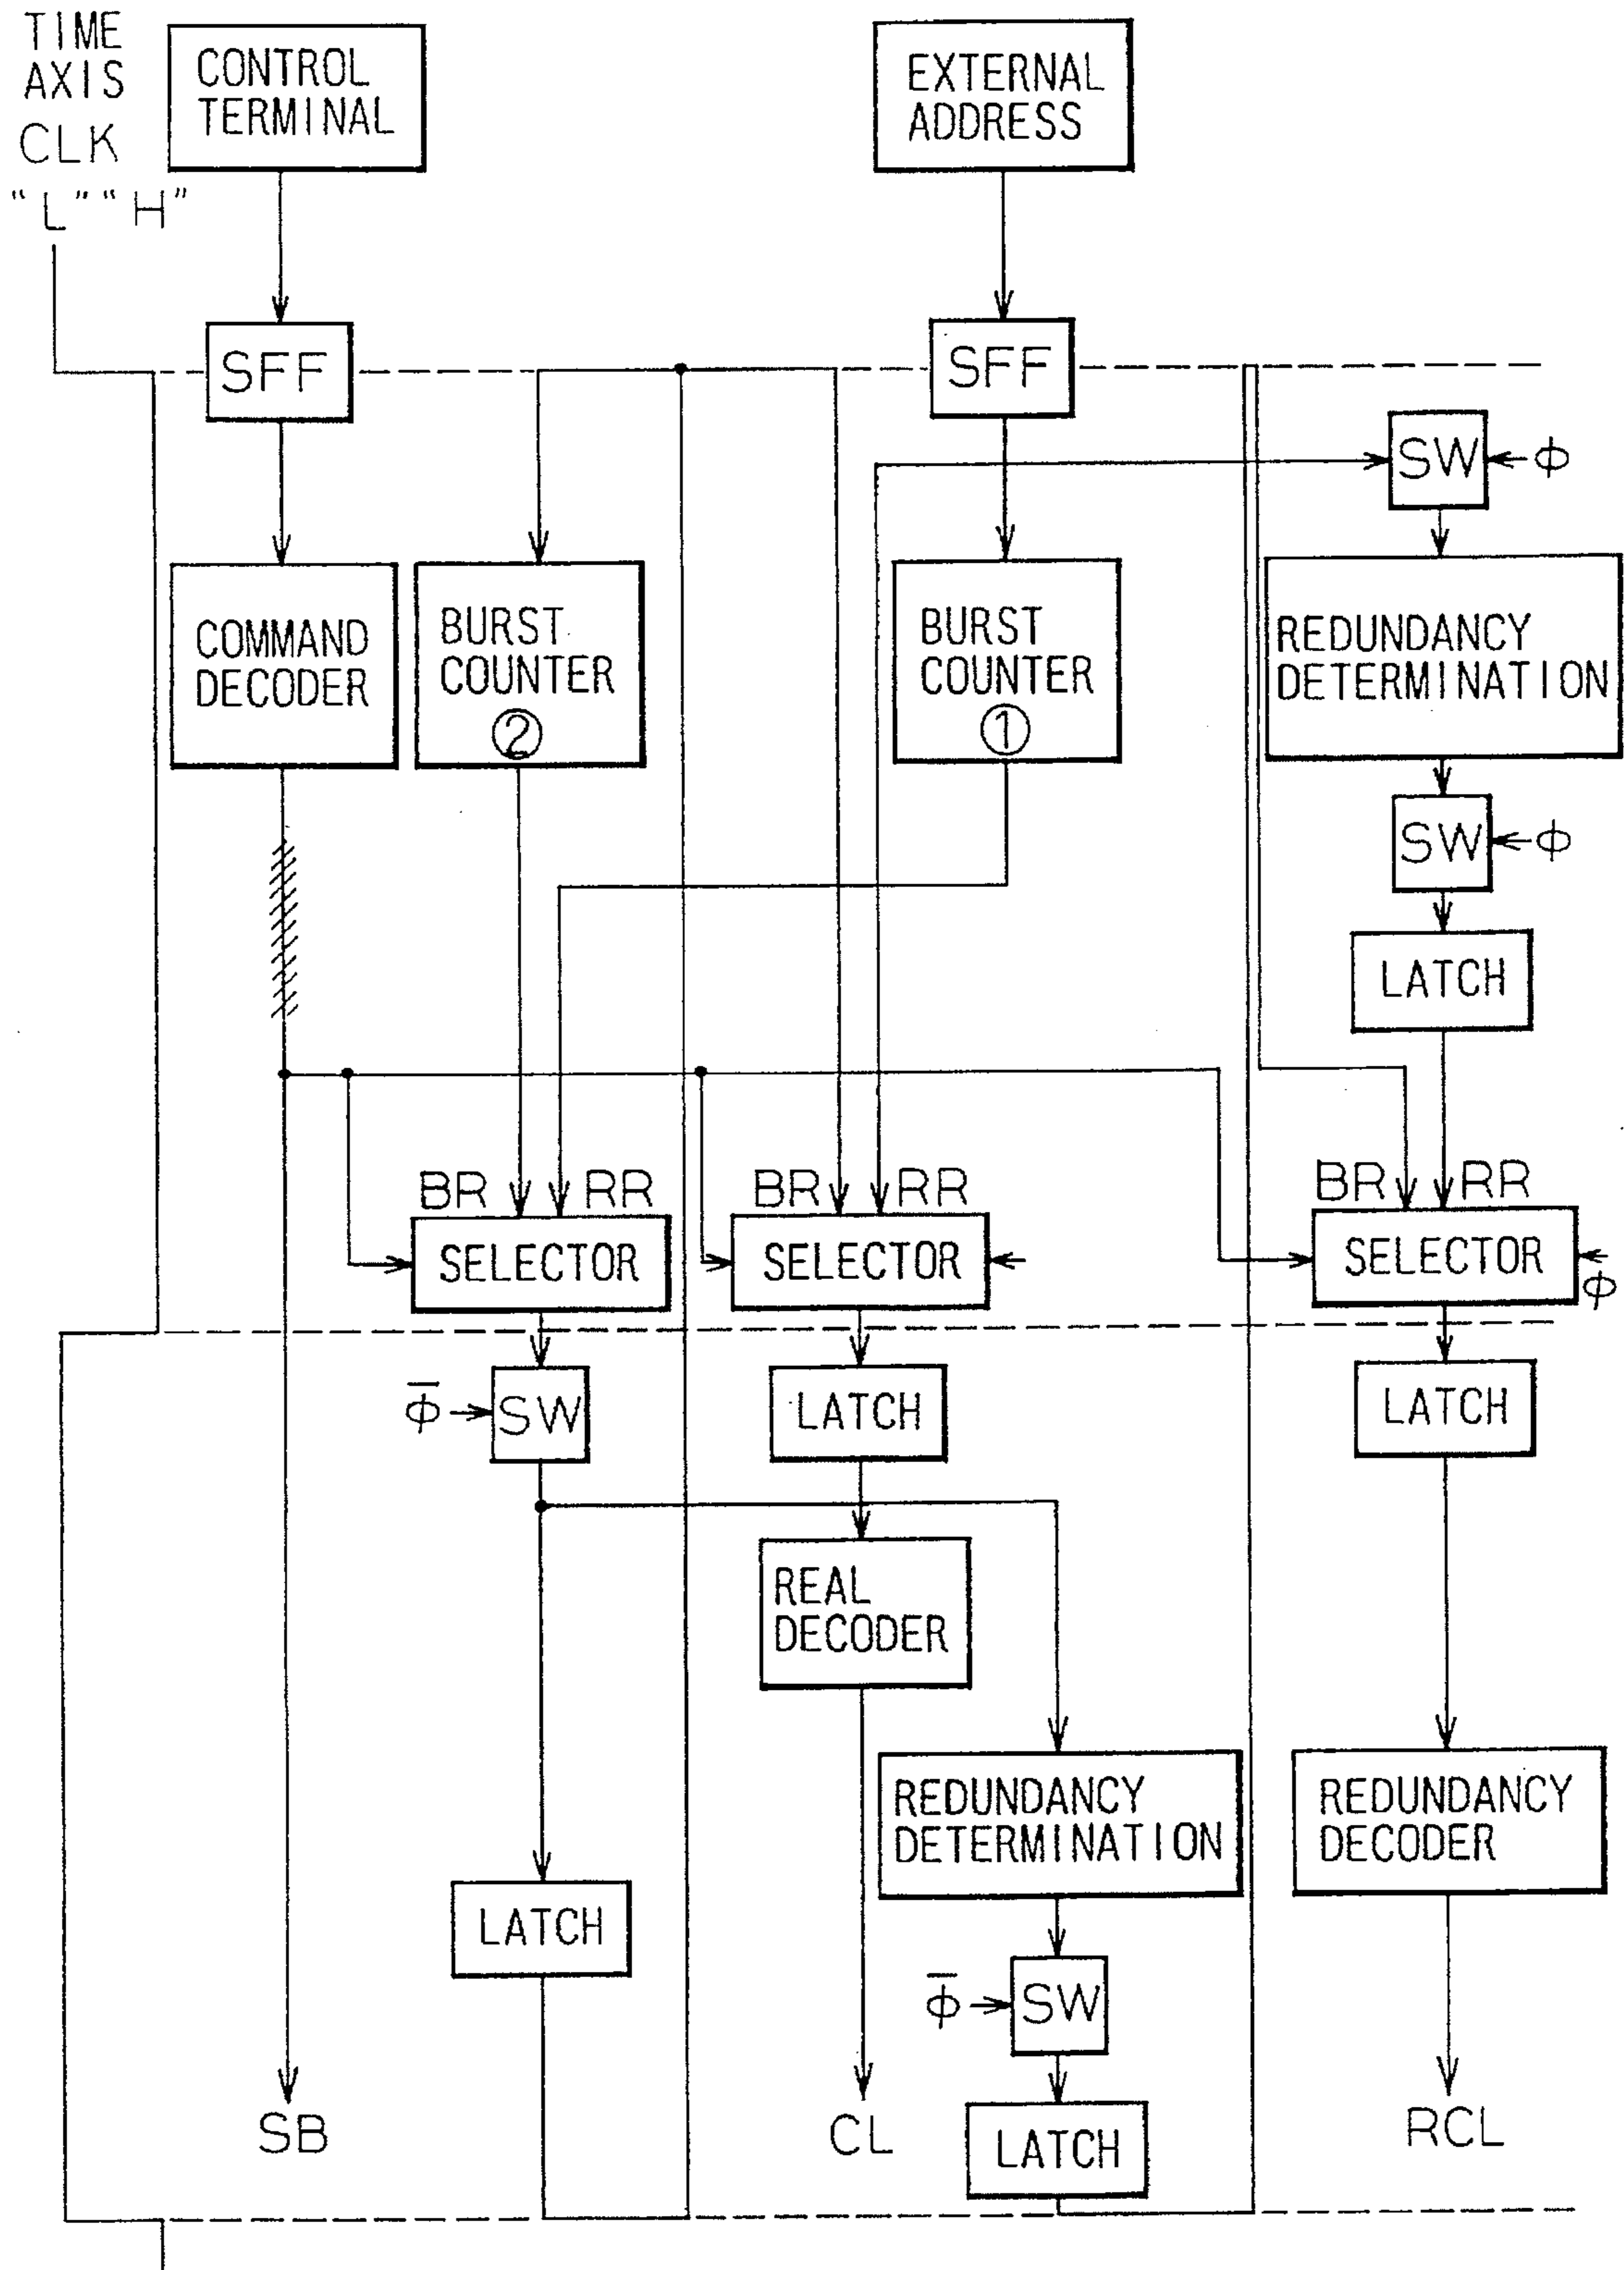 TIME
AXIS
CLK
"L" "H"
CONTROL
TERMINAL
EXTERNAL
ADDRESS
SFF
SFF
SW
ϕ
COMMAND
DECODER
BURST
COUNTER
②
BURST
COUNTER
①
REDUNDANCY
DETERMINATION
SW
ϕ
LATCH
BR
RR
BR
RR
BR
RR
SELECTOR
SELECTOR
SELECTOR
ϕ
ϕ̅
SW
LATCH
LATCH
REAL
DECODER
REDUNDANCY
DETERMINATION
REDUNDANCY
DECODER
LATCH
ϕ̅
SW
LATCH
SB
CL
RCL